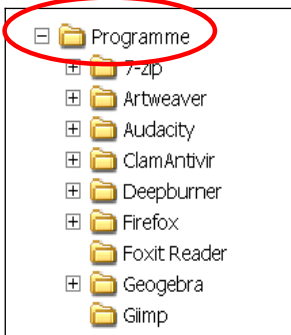 Programme
7-zip
Artweaver
Audacity
ClamAntivir
Deepburner
Firefox
Foxit Reader
Geogebra
Gimp